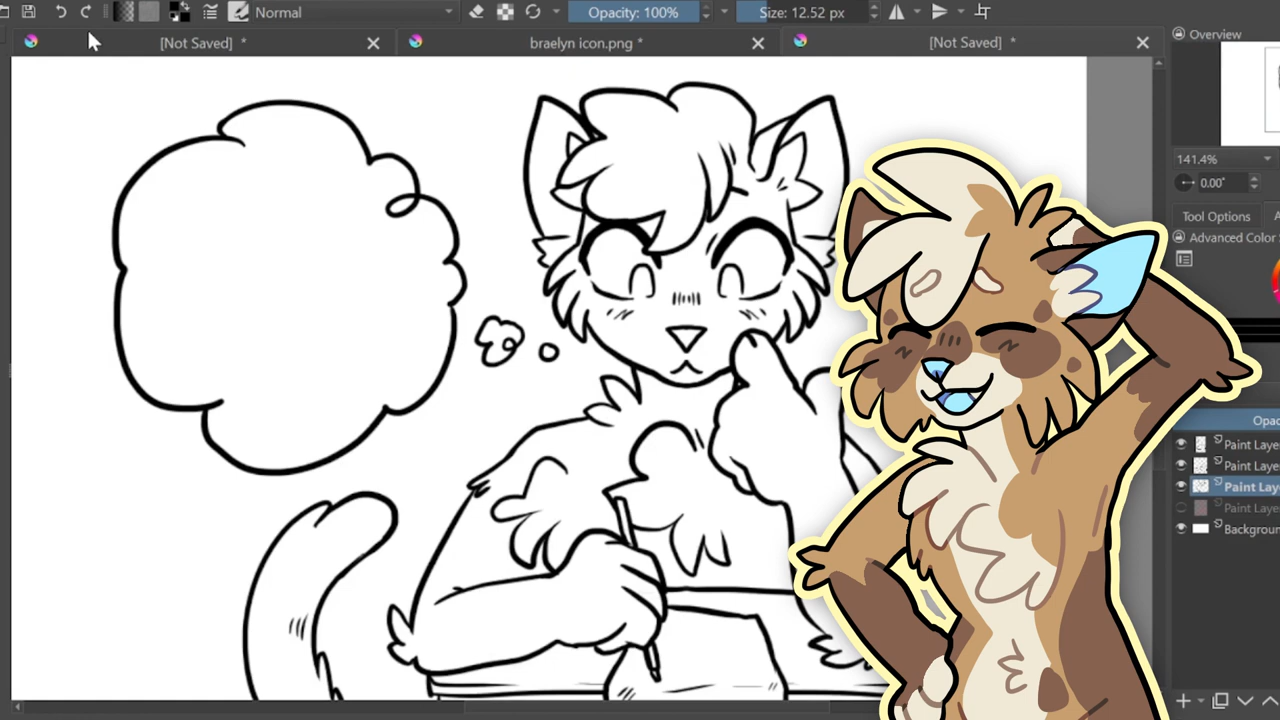 Normal
Opacity: 100%
Size: 12.52 px
[Not Saved] *
braelyn icon.png *
[Not Saved] *
Overview
141.4%
0.00°
Tool Options
Advanced Color
Paint Layer
Paint Layer
Paint Lay
Paint Layer
Background